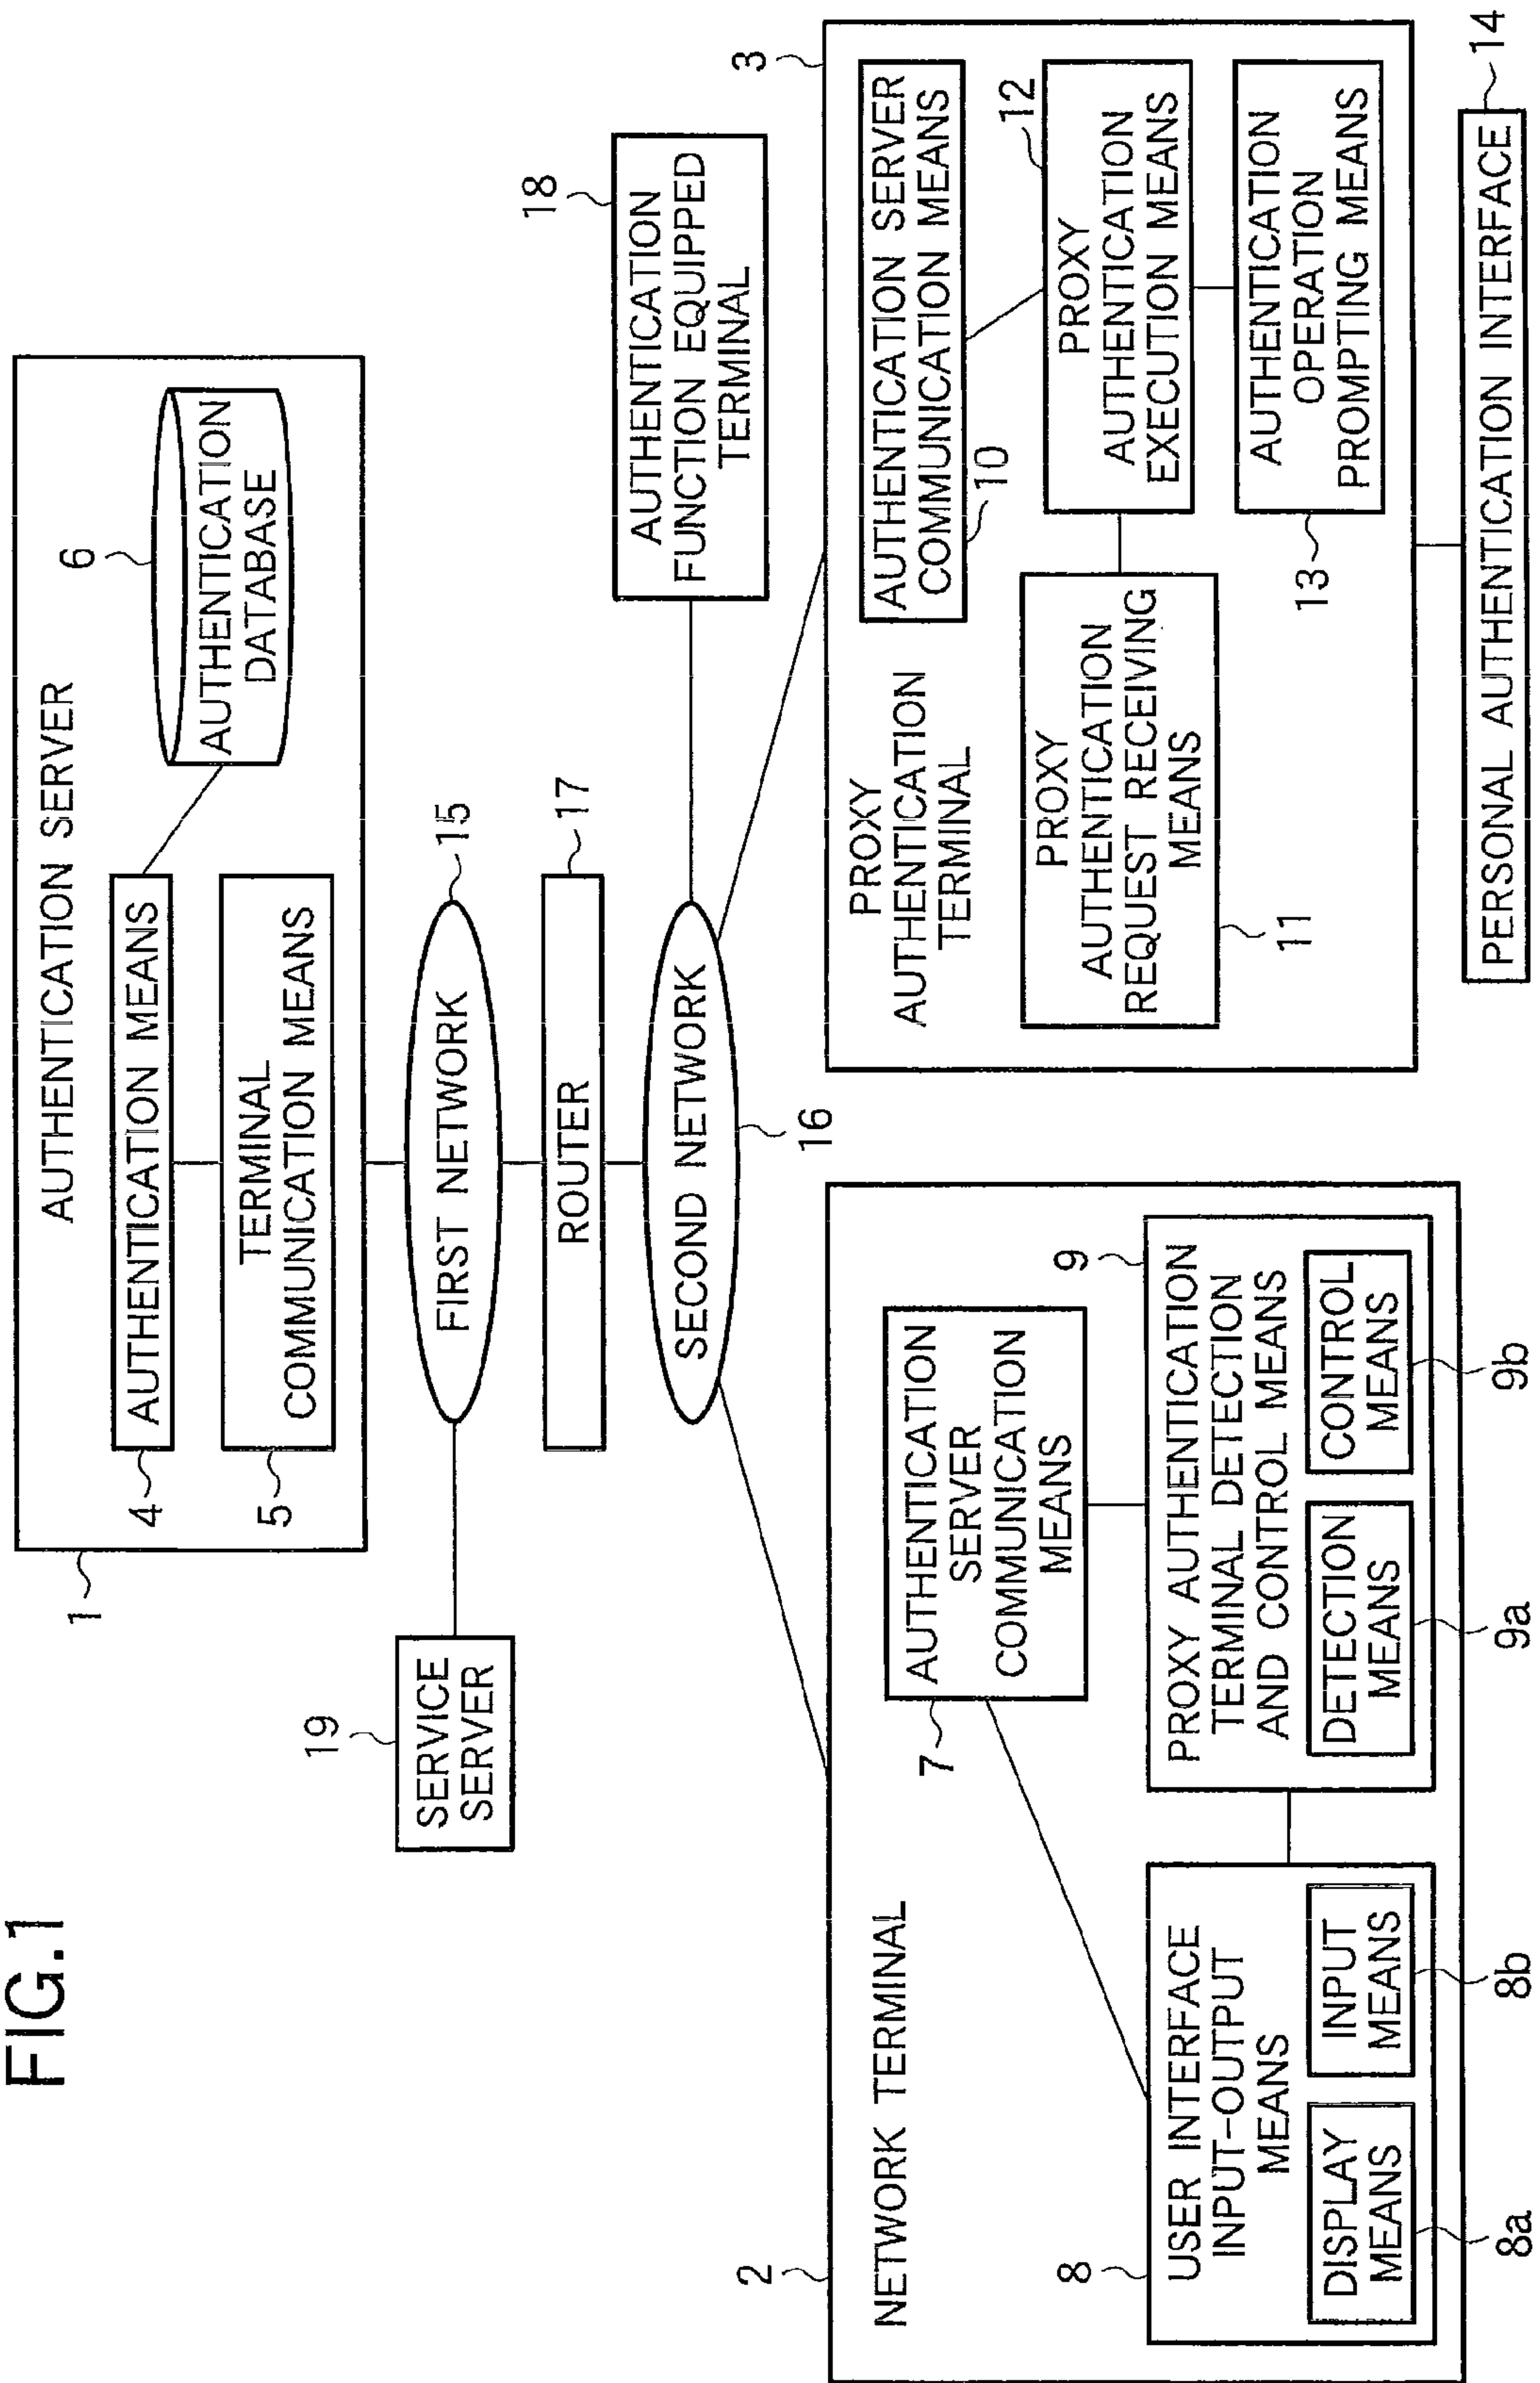 FIG.1
1
AUTHENTICATION SERVER
4
AUTHENTICATION MEANS
6
AUTHENTICATION
DATABASE
5
TERMINAL
COMMUNICATION MEANS
19
SERVICE
SERVER
FIRST NETWORK
15
ROUTER
17
SECOND NETWORK
16
18
AUTHENTICATION
FUNCTION EQUIPPED
TERMINAL
2
NETWORK TERMINAL
7
AUTHENTICATION
SERVER
COMMUNICATION
MEANS
8
USER INTERFACE
INPUT-OUTPUT
MEANS
DISPLAY
MEANS
8a
INPUT
MEANS
8b
9
PROXY AUTHENTICATION
TERMINAL DETECTION
AND CONTROL MEANS
DETECTION
MEANS
9a
CONTROL
MEANS
9b
3
PROXY
AUTHENTICATION
TERMINAL
AUTHENTICATION SERVER
COMMUNICATION MEANS
10
PROXY
AUTHENTICATION
REQUEST RECEIVING
MEANS
11
12
PROXY
AUTHENTICATION
EXECUTION MEANS
13
AUTHENTICATION
OPERATION
PROMPTING MEANS
PERSONAL AUTHENTICATION INTERFACE
14